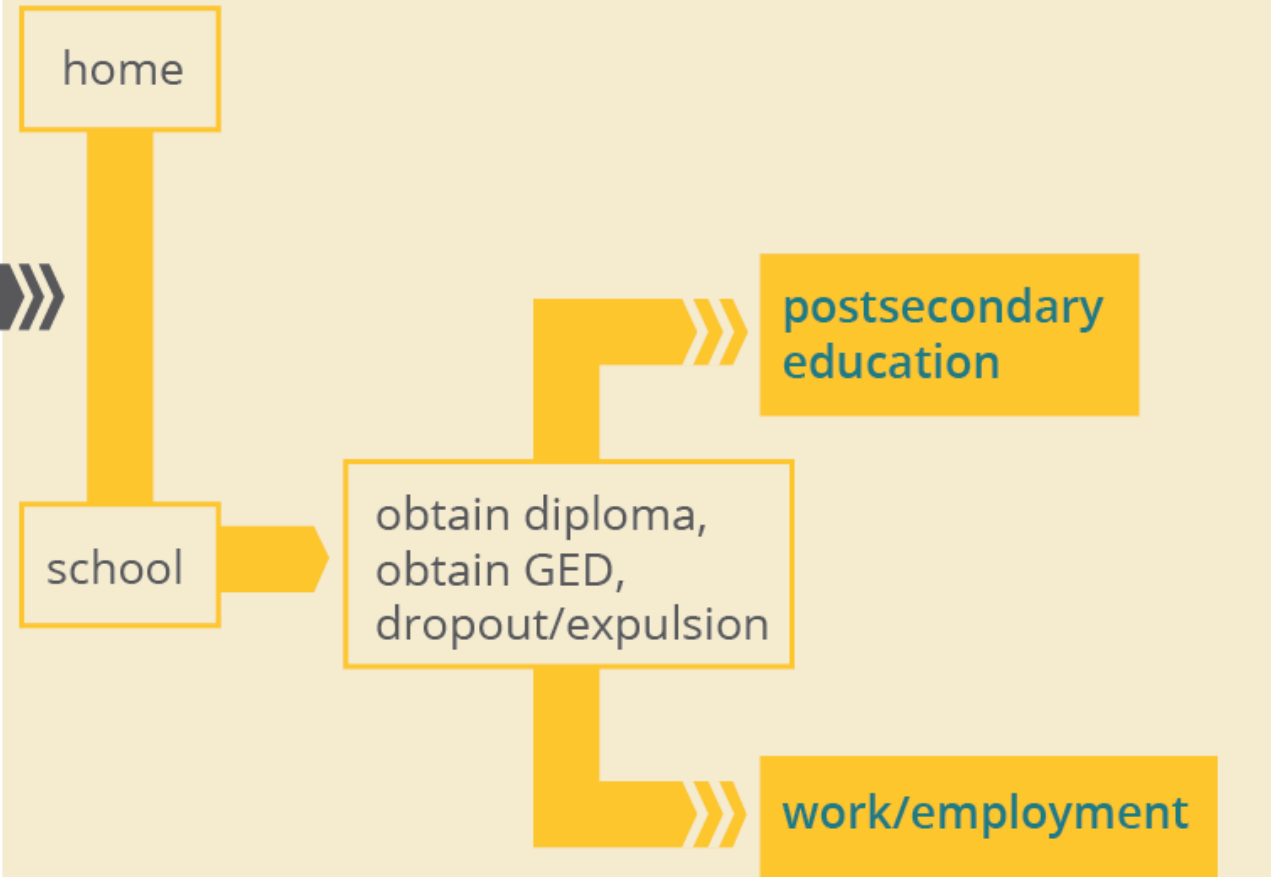 home
postsecondary
education
obtain diploma,
obtain GED,
dropout/expulsion
school
work/employment